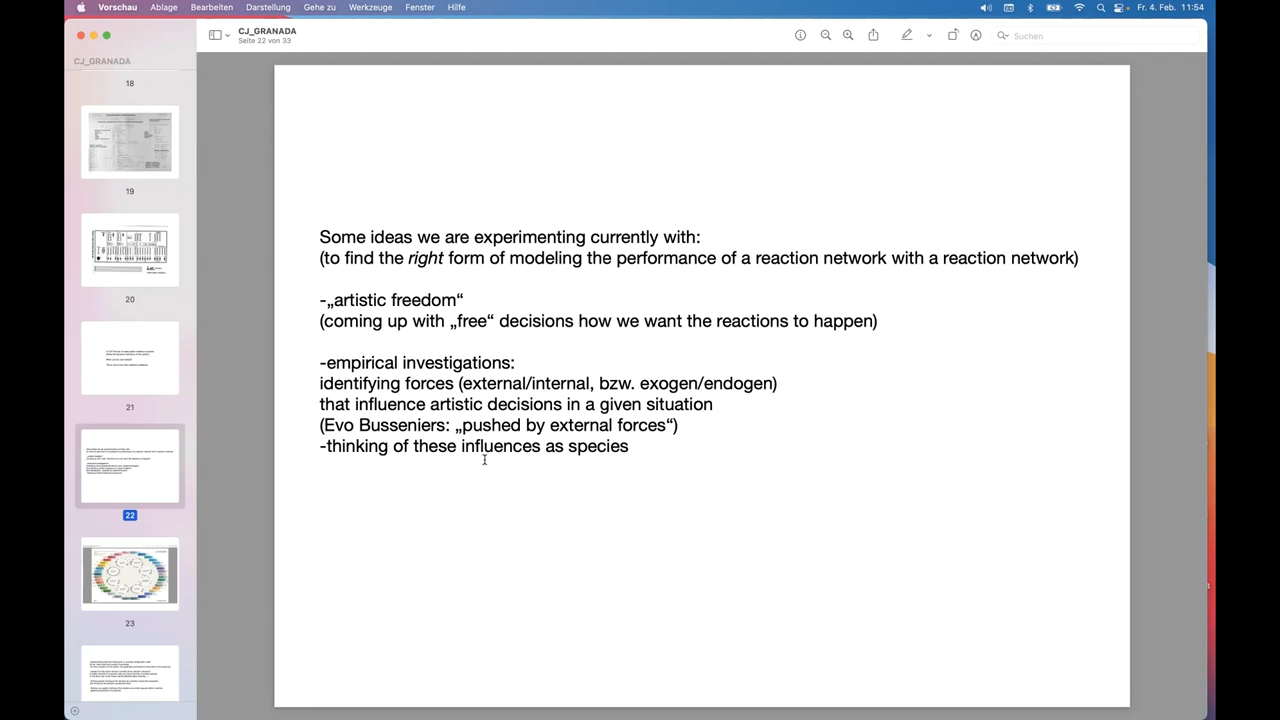 Vorschau Ablage Bearbeiten Darstellung Gehe zu Werkzeuge Fenster Hilfe
Fr. 4. Feb. 11:54
CJ_GRANADA
Seite 22 von 33
Suchen
CJ_GRANADA
18
19
20
21
22
23
Some ideas we are experimenting currently with:
(to find the right form of modeling the performance of a reaction network with a reaction network)
-„artistic freedom“
(coming up with „free“ decisions how we want the reactions to happen)
-empirical investigations:
identifying forces (external/internal, bzw. exogen/endogen)
that influence artistic decisions in a given situation
(Evo Busseniers: „pushed by external forces“)
-thinking of these influences as species